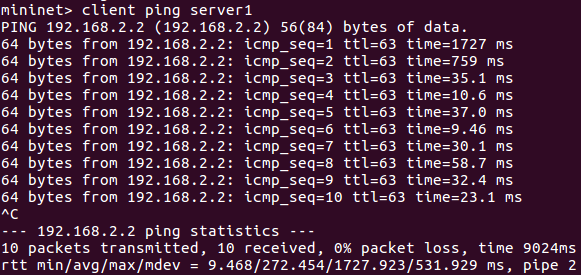 mininet> client ping server1
PING 192.168.2.2 (192.168.2.2) 56(84) bytes of data.
64 bytes from 192.168.2.2: icmp_seq=1 ttl=63 time=1727 ms
64 bytes from 192.168.2.2: icmp_seq=2 ttl=63 time=759 ms
64 bytes from 192.168.2.2: icmp_seq=3 ttl=63 time=35.1 ms
64 bytes from 192.168.2.2: icmp_seq=4 ttl=63 time=10.6 ms
64 bytes from 192.168.2.2: icmp_seq=5 ttl=63 time=37.0 ms
64 bytes from 192.168.2.2: icmp_seq=6 ttl=63 time=9.46 ms
64 bytes from 192.168.2.2: icmp_seq=7 ttl=63 time=30.1 ms
64 bytes from 192.168.2.2: icmp_seq=8 ttl=63 time=58.7 ms
64 bytes from 192.168.2.2: icmp_seq=9 ttl=63 time=32.4 ms
64 bytes from 192.168.2.2: icmp_seq=10 ttl=63 time=23.1 ms
^C
--- 192.168.2.2 ping statistics ---
10 packets transmitted, 10 received, 0% packet loss, time 9024ms
rtt min/avg/max/mdev = 9.468/272.454/1727.923/531.929 ms, pipe 2